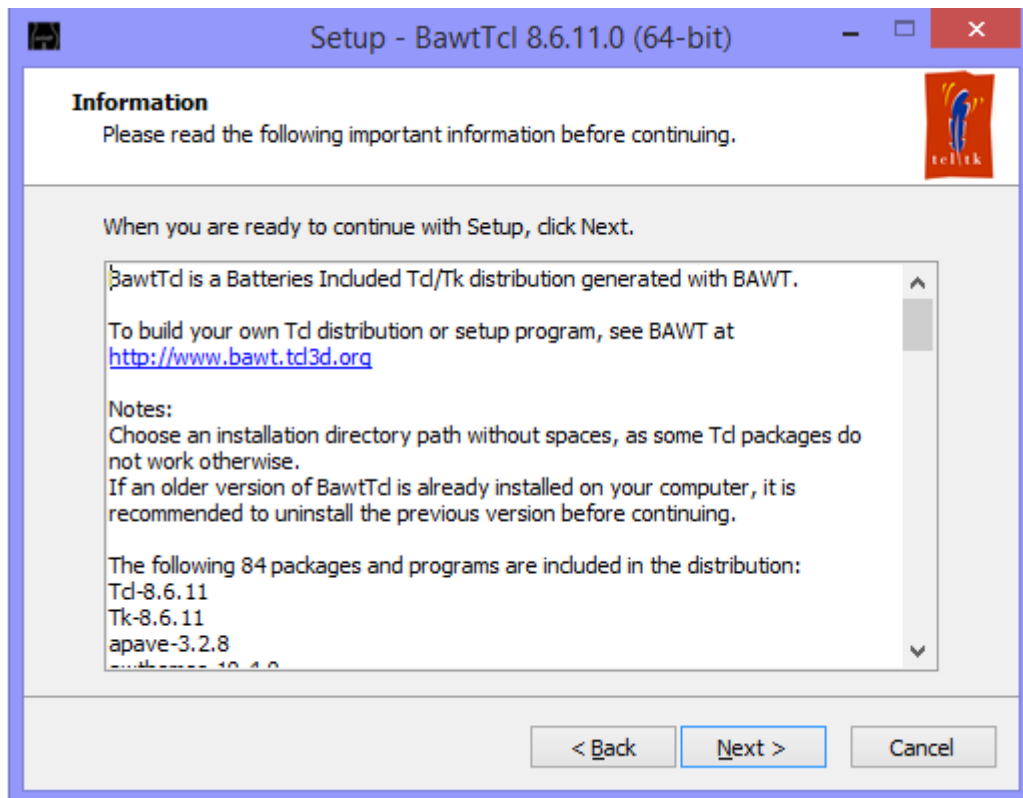 Setup - BawtTcl 8.6.11.0 (64-bit)
Information
Please read the following important information before continuing.
tcl\tk
When you are ready to continue with Setup, click Next.
BawtTcl is a Batteries Included Tcl/Tk distribution generated with BAWT.
To build your own Tcl distribution or setup program, see BAWT at
http://www.bawt.tcl3d.org
Notes:
Choose an installation directory path without spaces, as some Tcl packages do
not work otherwise.
If an older version of BawtTcl is already installed on your computer, it is
recommended to uninstall the previous version before continuing.
The following 84 packages and programs are included in the distribution:
Tcl-8.6.11
Tk-8.6.11
apave-3.2.8
< Back
Next >
Cancel